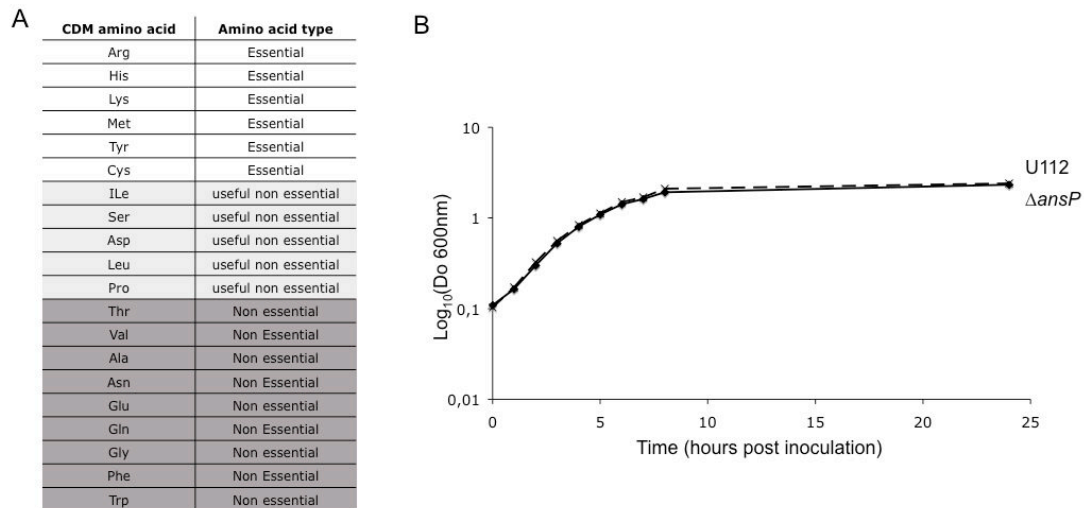 A
CDM amino acid Amino acid type
Arg Essential
His Essential
Lys Essential
Met Essential
Tyr Essential
Cys Essential
ILe useful non essential
Ser useful non essential
Asp useful non essential
Leu useful non essential
Pro useful non essential
Thr Non essential
Val Non Essential
Ala Non Essential
Asn Non Essential
Glu Non essential
Gln Non Essential
Gly Non essential
Phe Non Essential
Trp Non essential
B
Log10(Do 600nm)
10
1
0,1
0,01
0 5 10 15 20 25
Time (hours post inoculation)
U112
ΔansP